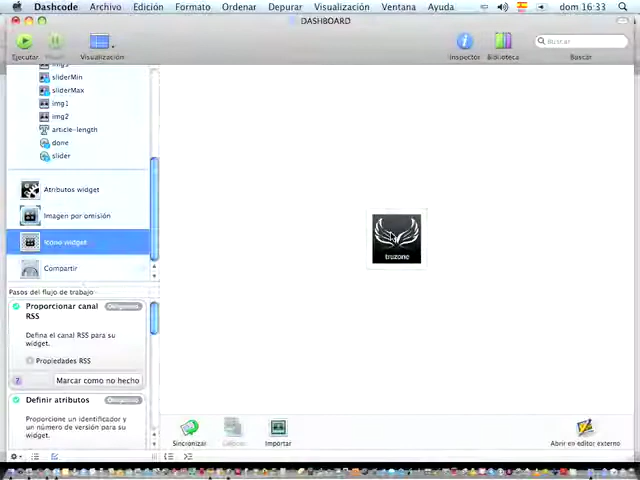 Dashcode Archivo Edición Formato Ordenar Depurar Visualización Ventana Ayuda dom 16:33
DASHBOARD
Ejecutar Visualización Inspector Biblioteca Buscar
Buscar
sliderMin
sliderMax
img1
img2
article-length
done
slider
Atributos widget
Imagen por omisión
Icono widget
Compartir
truzone
Pasos del flujo de trabajo
Proporcionar canal RSS
Defina el canal RSS para su widget.
Propiedades RSS
? Marcar como no hecho
Definir atributos
Proporcione un identificador y un número de versión para su widget.
Sincronizar Importar Abrir en editor externo